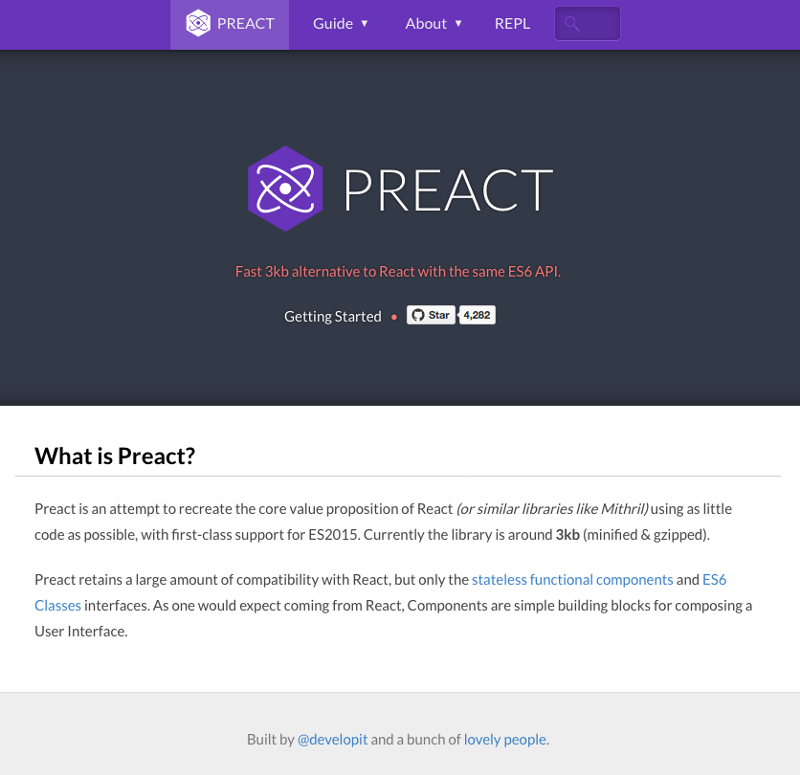 PREACT Guide ▼ About ▼ REPL
PREACT
Fast 3kb alternative to React with the same ES6 API.
Getting Started • Star 4,282
What is Preact?
Preact is an attempt to recreate the core value proposition of React (or similar libraries like Mithril) using as little
code as possible, with first-class support for ES2015. Currently the library is around 3kb (minified & gzipped).
Preact retains a large amount of compatibility with React, but only the stateless functional components and ES6
Classes interfaces. As one would expect coming from React, Components are simple building blocks for composing a
User Interface.
Built by @developit and a bunch of lovely people.